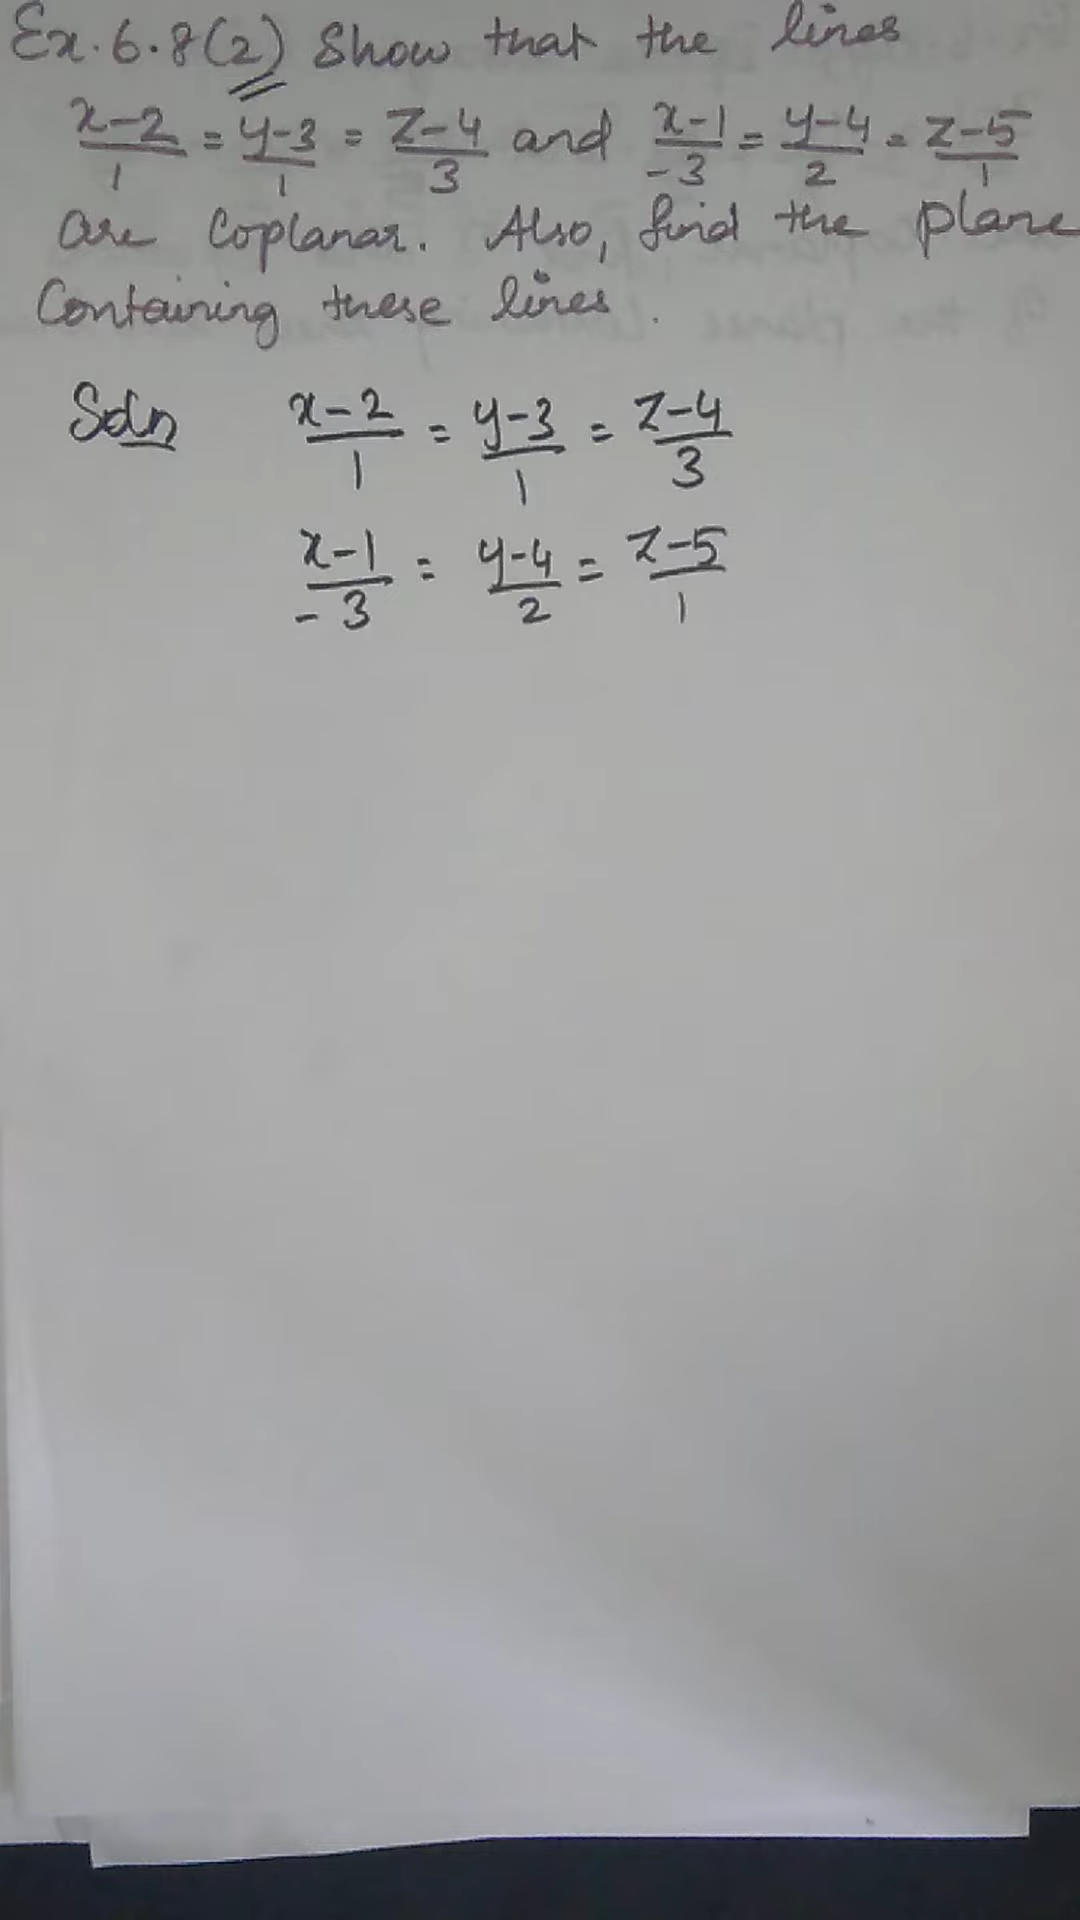 Ex. 6.8(2) Show that the lines
x-2/1 = y-3/1 = z-4/3 and x-1/-3 = y-4/2 = z-5/1
are Coplanar. Also, find the plane
Containing these lines.
Soln x-2/1 = y-3/1 = z-4/3
x-1/-3 = y-4/2 = z-5/1